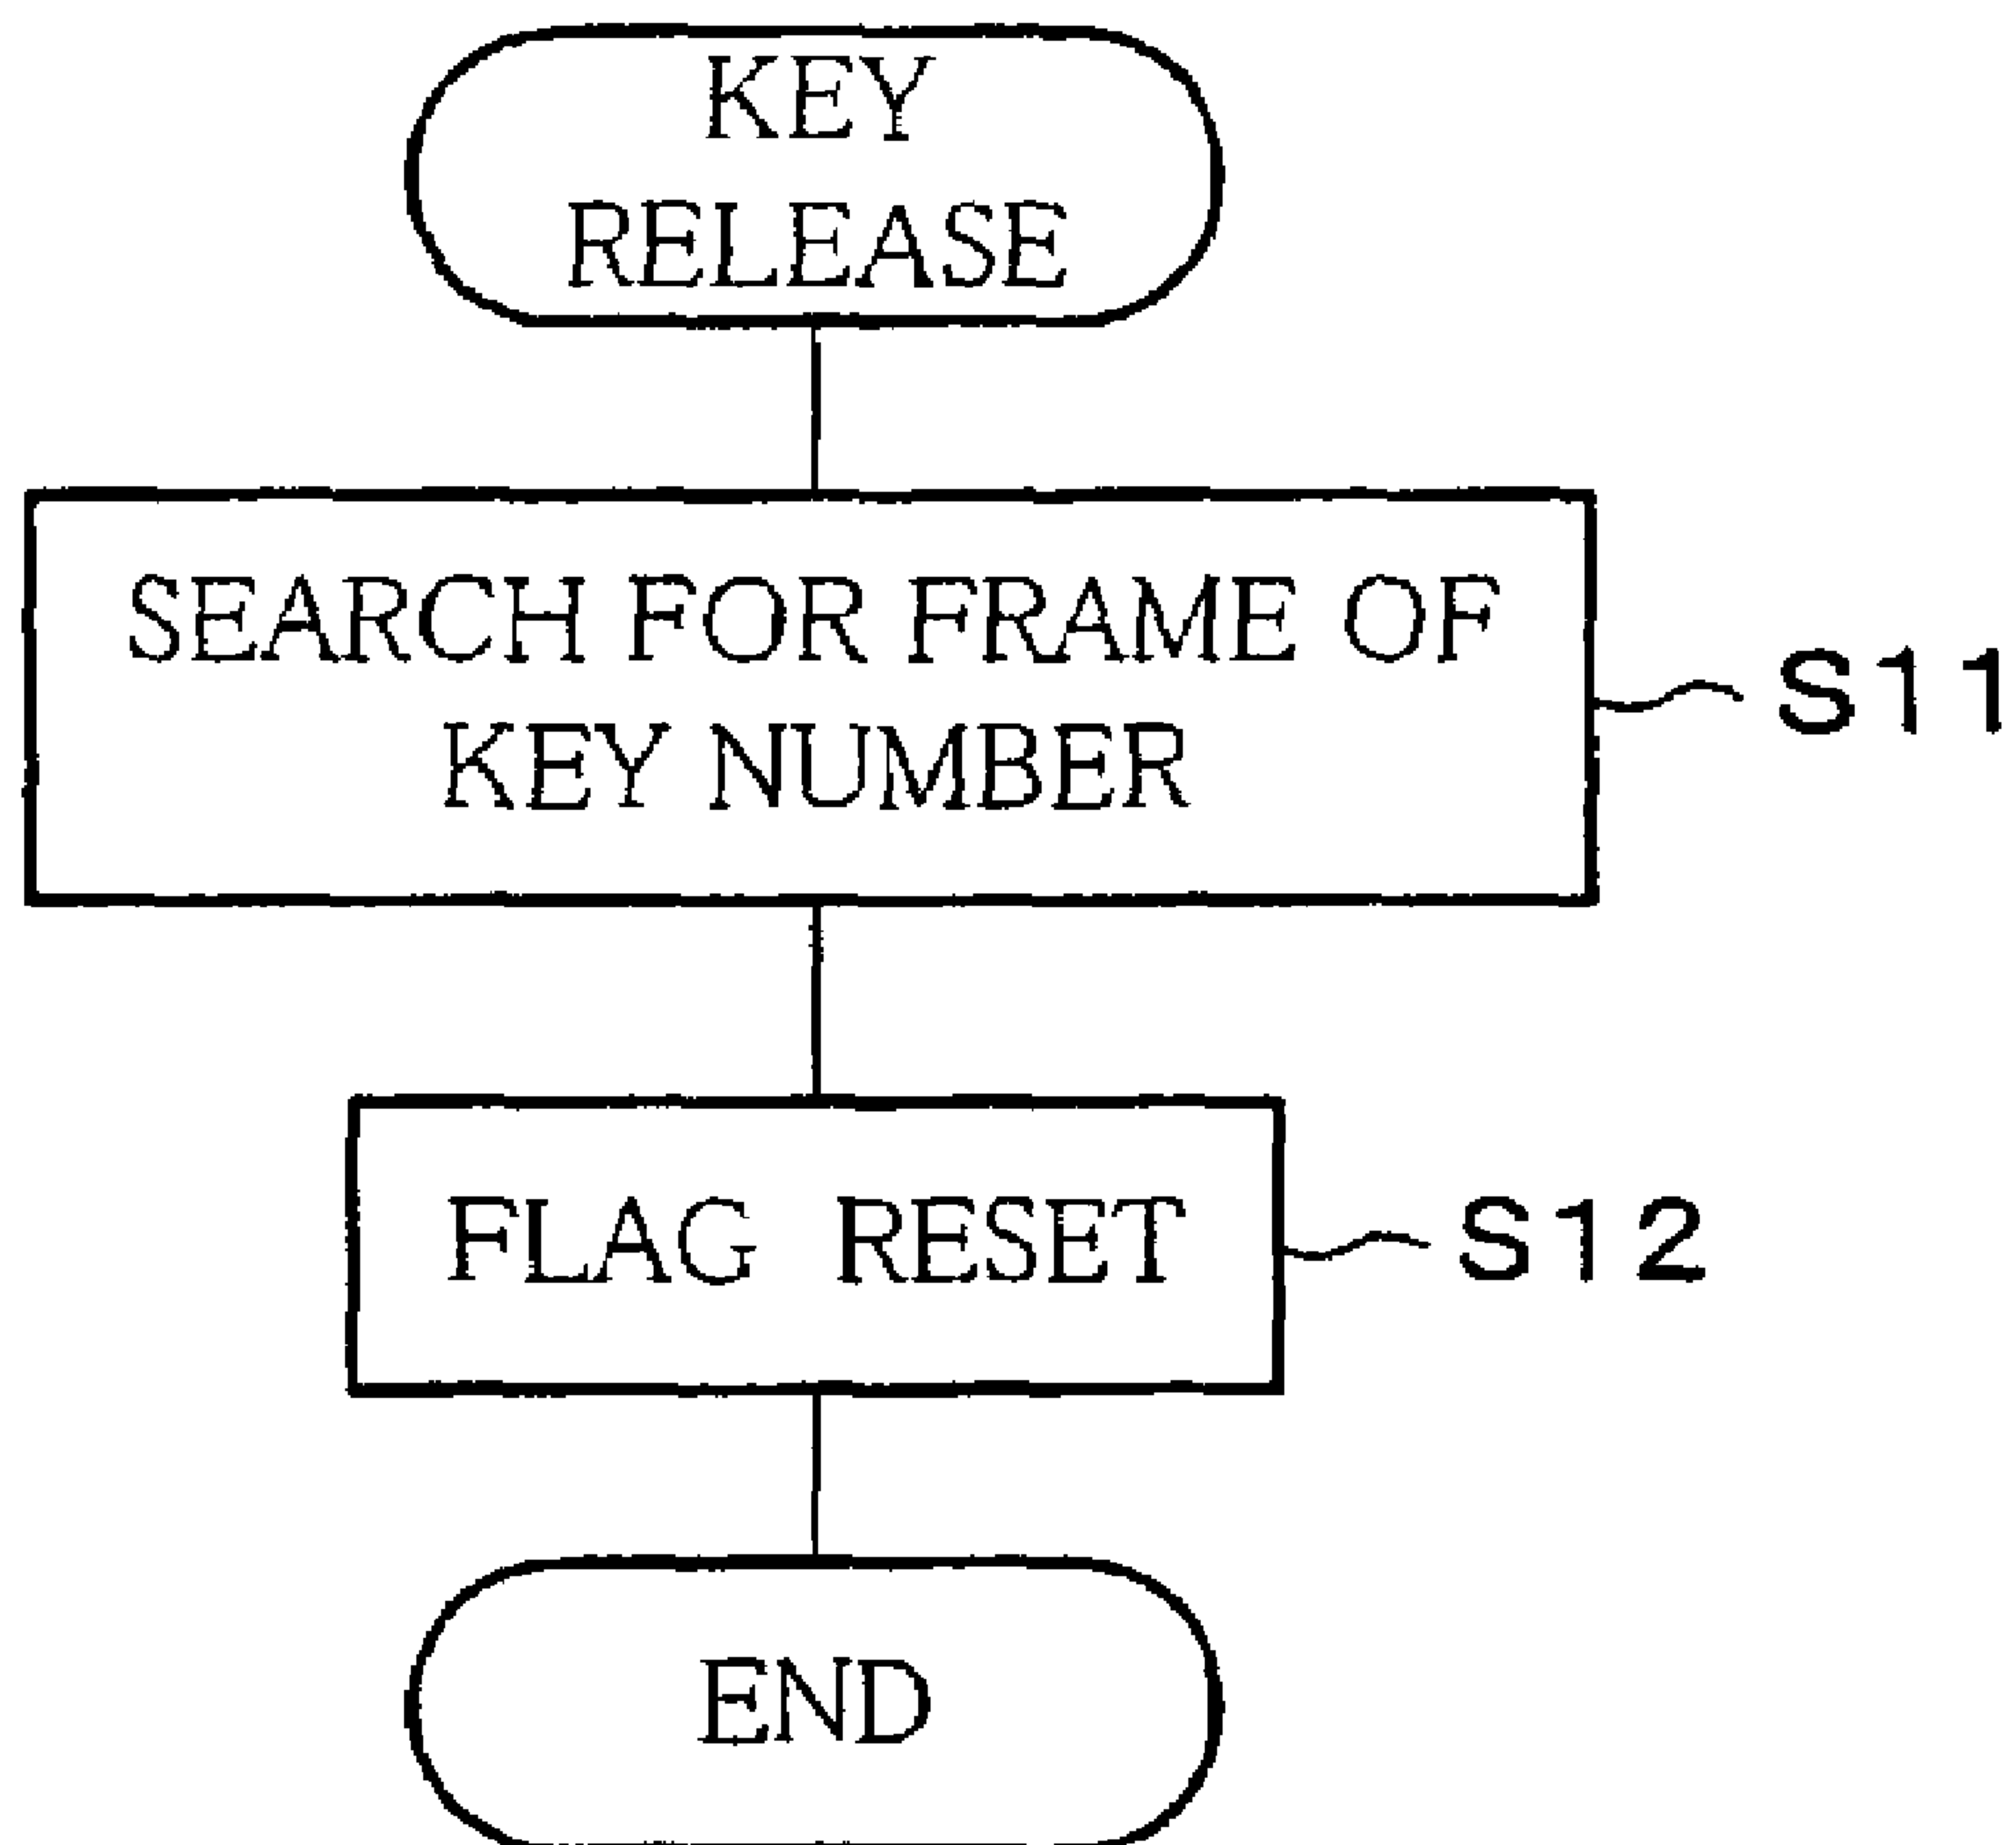 KEY
RELEASE
SEARCH FOR FRAME OF
KEY NUMBER
S11
FLAG RESET
S12
END